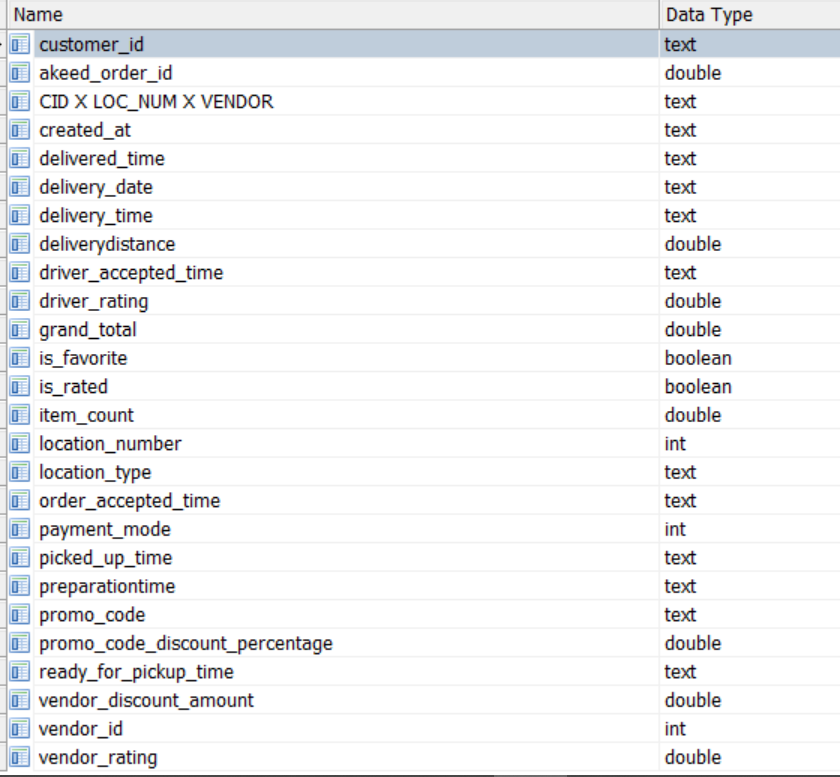 Name Data Type
customer_id text
akeed_order_id double
CID X LOC_NUM X VENDOR text
created_at text
delivered_time text
delivery_date text
delivery_time text
deliverydistance double
driver_accepted_time text
driver_rating double
grand_total double
is_favorite boolean
is_rated boolean
item_count double
location_number int
location_type text
order_accepted_time text
payment_mode int
picked_up_time text
preparationtime text
promo_code text
promo_code_discount_percentage double
ready_for_pickup_time text
vendor_discount_amount double
vendor_id int
vendor_rating double